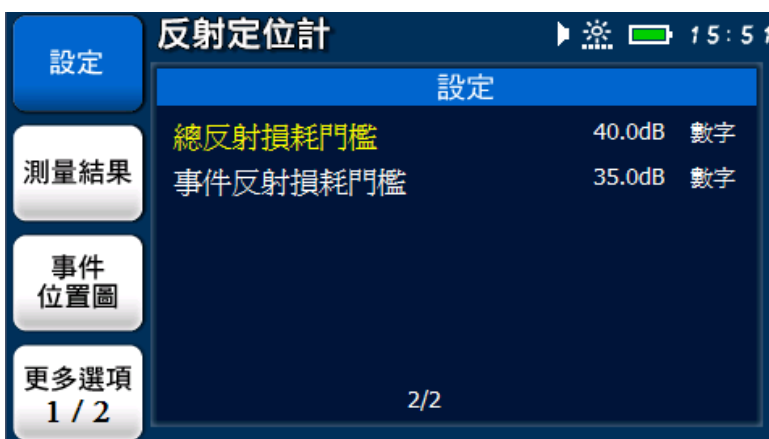 反射定位計
15:51
設定
測量結果
事件
位置圖
更多選項
1 / 2
設定
總反射損耗門檻 40.0dB 數字
事件反射損耗門檻 35.0dB 數字
2/2